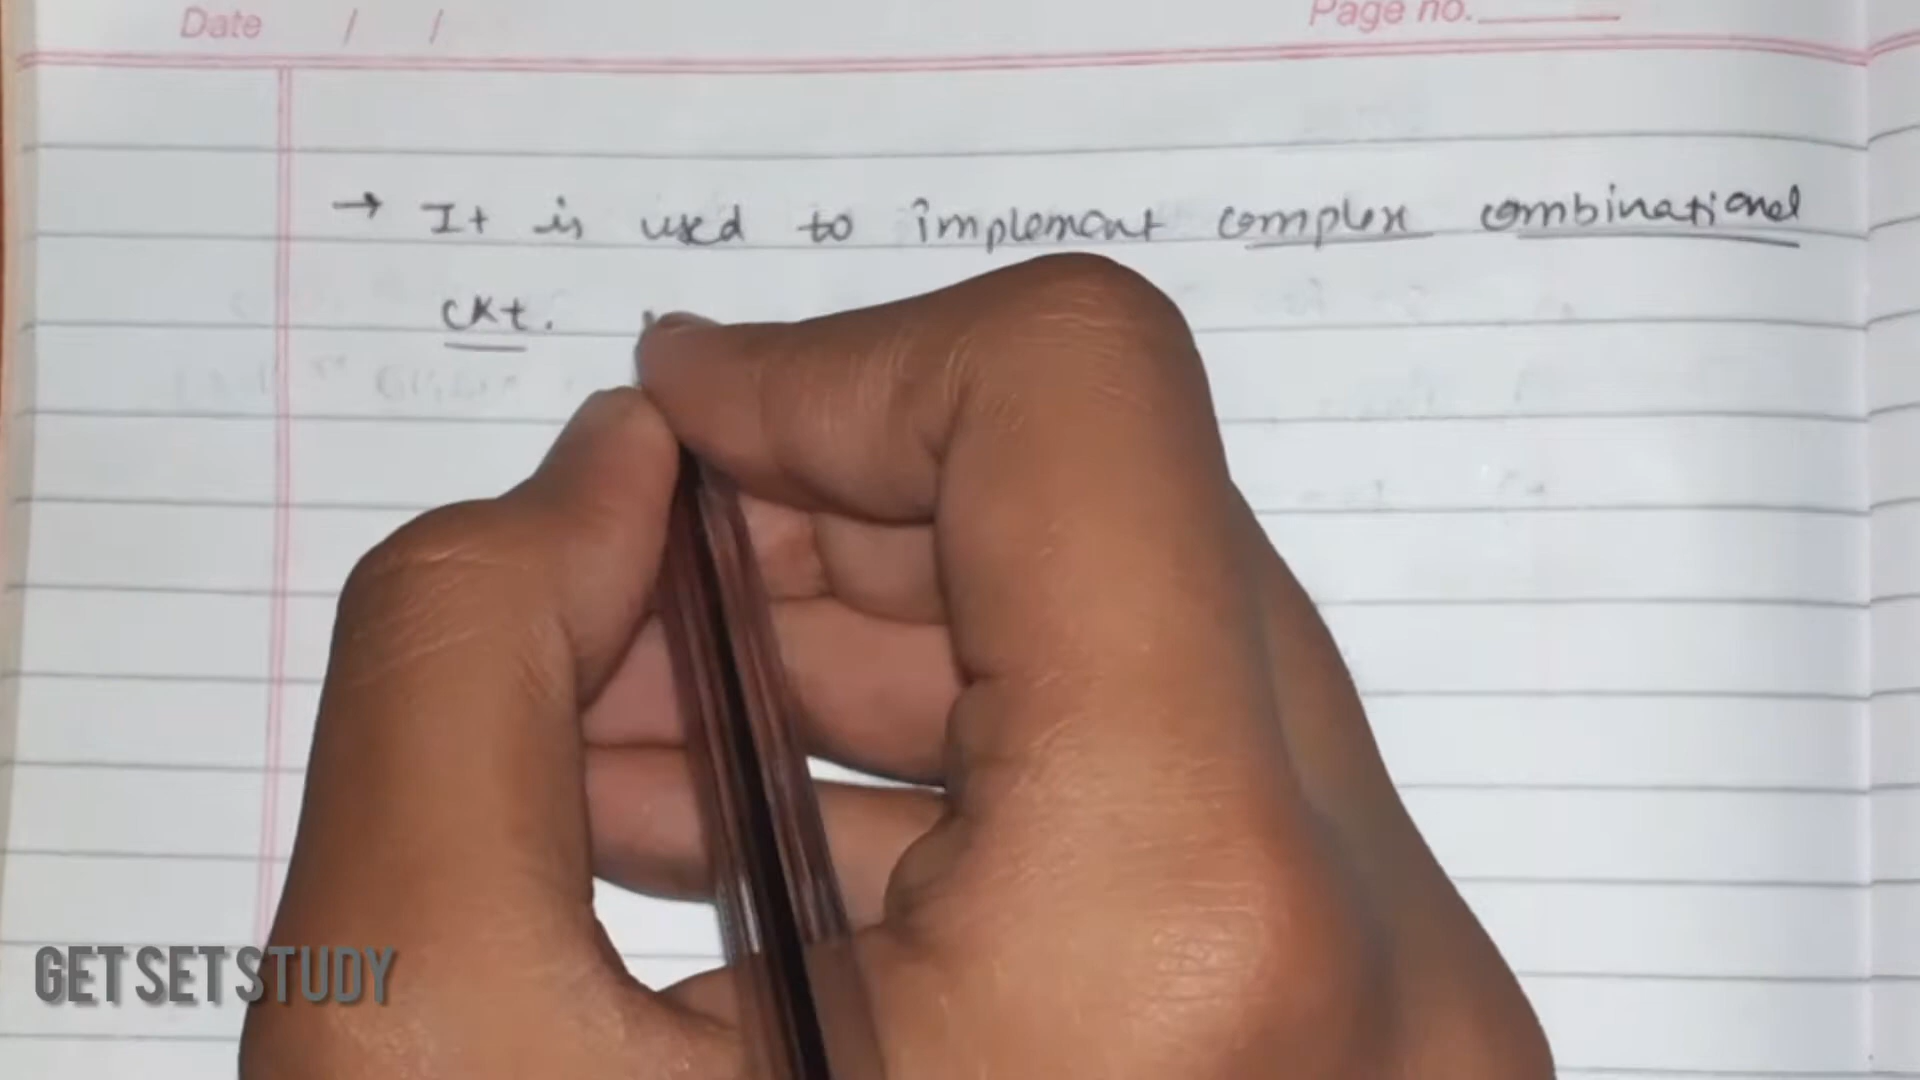 Date / /
Page no.
→ It is used to implement complex combinational
ckt.
GET SET STUDY